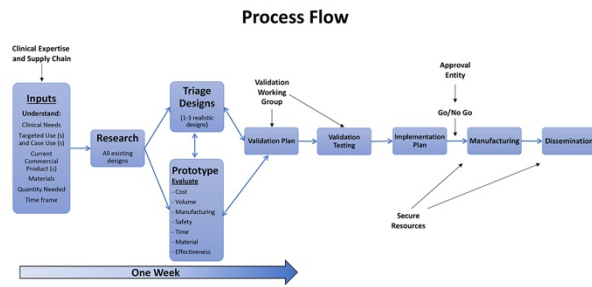 Process Flow
Clinical Expertise
and Supply Chain
Inputs
Understand:
Clinical Needs
Targeted Use (s)
and Case Use (s)
Current
Commercial
Product (s)
Materials
Quantity Needed
Time frame
Research
All existing
designs
Triage
Designs
(1-3 realistic
designs)
Prototype
Evaluate
- Cost
- Volume
- Manufacturing
- Safety
- Time
- Material
- Effectiveness
Validation
Working
Group
Validation Plan
Validation
Testing
Implementation
Plan
Approval
Entity
Go/No Go
Manufacturing
Dissemination
Secure
Resources
One Week